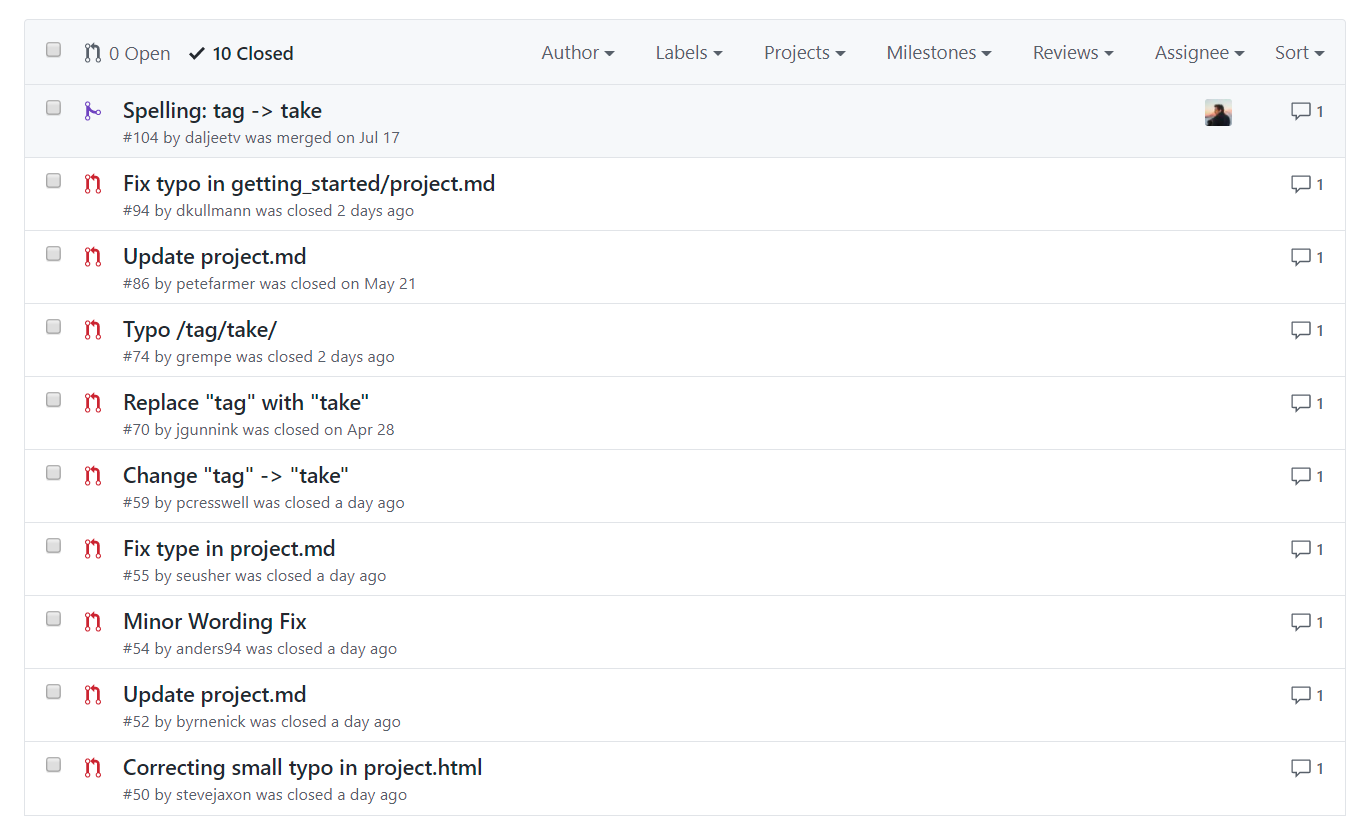 0 Open 10 Closed Author Labels Projects Milestones Reviews Assignee Sort
Spelling: tag -> take 1
#104 by daljeetv was merged on Jul 17
Fix typo in getting_started/project.md 1
#94 by dkullmann was closed 2 days ago
Update project.md 1
#86 by petefarmer was closed on May 21
Typo /tag/take/ 1
#74 by grempe was closed 2 days ago
Replace "tag" with "take" 1
#70 by jgunnink was closed on Apr 28
Change "tag" -> "take" 1
#59 by pcresswell was closed a day ago
Fix type in project.md 1
#55 by seusher was closed a day ago
Minor Wording Fix 1
#54 by anders94 was closed a day ago
Update project.md 1
#52 by byrnenick was closed a day ago
Correcting small typo in project.html 1
#50 by stevejaxon was closed a day ago